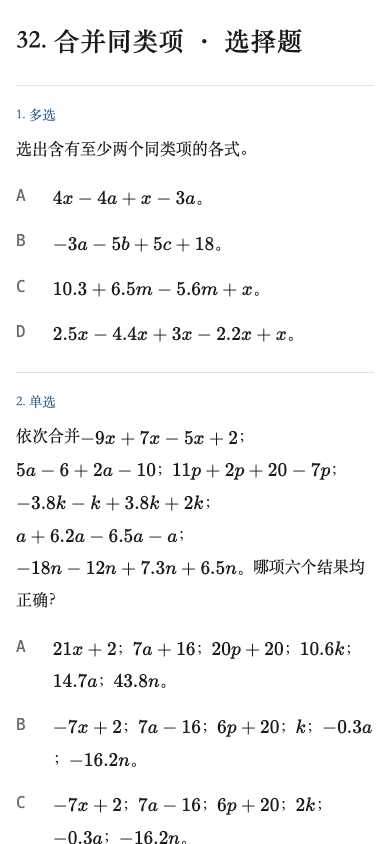 32. 合并同类项 · 选择题
1. 多选
选出含有至少两个同类项的各式。
A 4x − 4a + x − 3a。
B −3a − 5b + 5c + 18。
C 10.3 + 6.5m − 5.6m + x。
D 2.5x − 4.4x + 3x − 2.2x + x。
2. 单选
依次合并−9x + 7x − 5x + 2；
5a − 6 + 2a − 10；11p + 2p + 20 − 7p；
−3.8k − k + 3.8k + 2k；
a + 6.2a − 6.5a − a；
−18n − 12n + 7.3n + 6.5n。哪项六个结果均
正确？
A 21x + 2；7a + 16；20p + 20；10.6k；
14.7a；43.8n。
B −7x + 2；7a − 16；6p + 20；k；−0.3a
；−16.2n。
C −7x + 2；7a − 16；6p + 20；2k；
−0.3a；−16.2n。